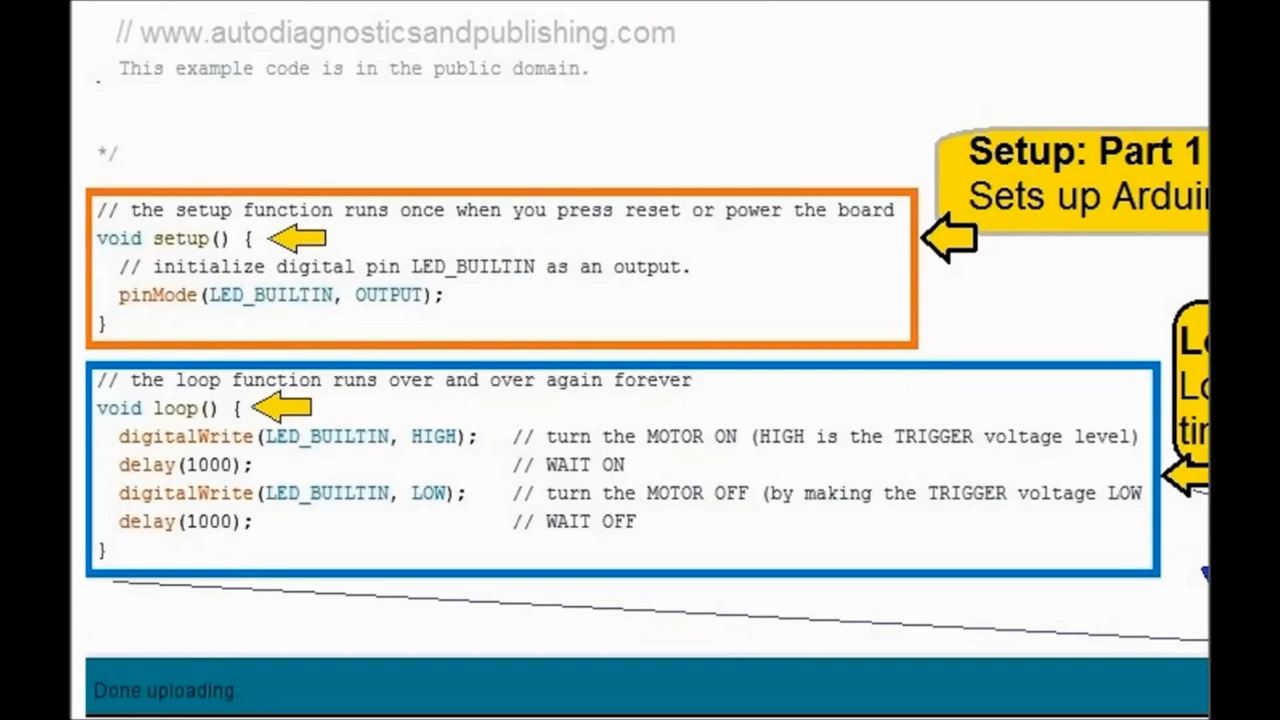 // www.autodiagnosticsandpublishing.com
This example code is in the public domain.
*/
Setup: Part 1
Sets up
// the setup function runs once when you press reset or power the board
void setup() {
// initialize digital pin LED_BUILTIN as an output.
pinMode(LED_BUILTIN, OUTPUT);
}
// the loop function runs over and over again forever
void loop() {
digitalWrite(LED_BUILTIN, HIGH); // turn the MOTOR ON (HIGH is the TRIGGER voltage level)
delay(1000); // WAIT ON
digitalWrite(LED_BUILTIN, LOW); // turn the MOTOR OFF (by making the TRIGGER voltage LOW
delay(1000); // WAIT OFF
}
Done uploading.